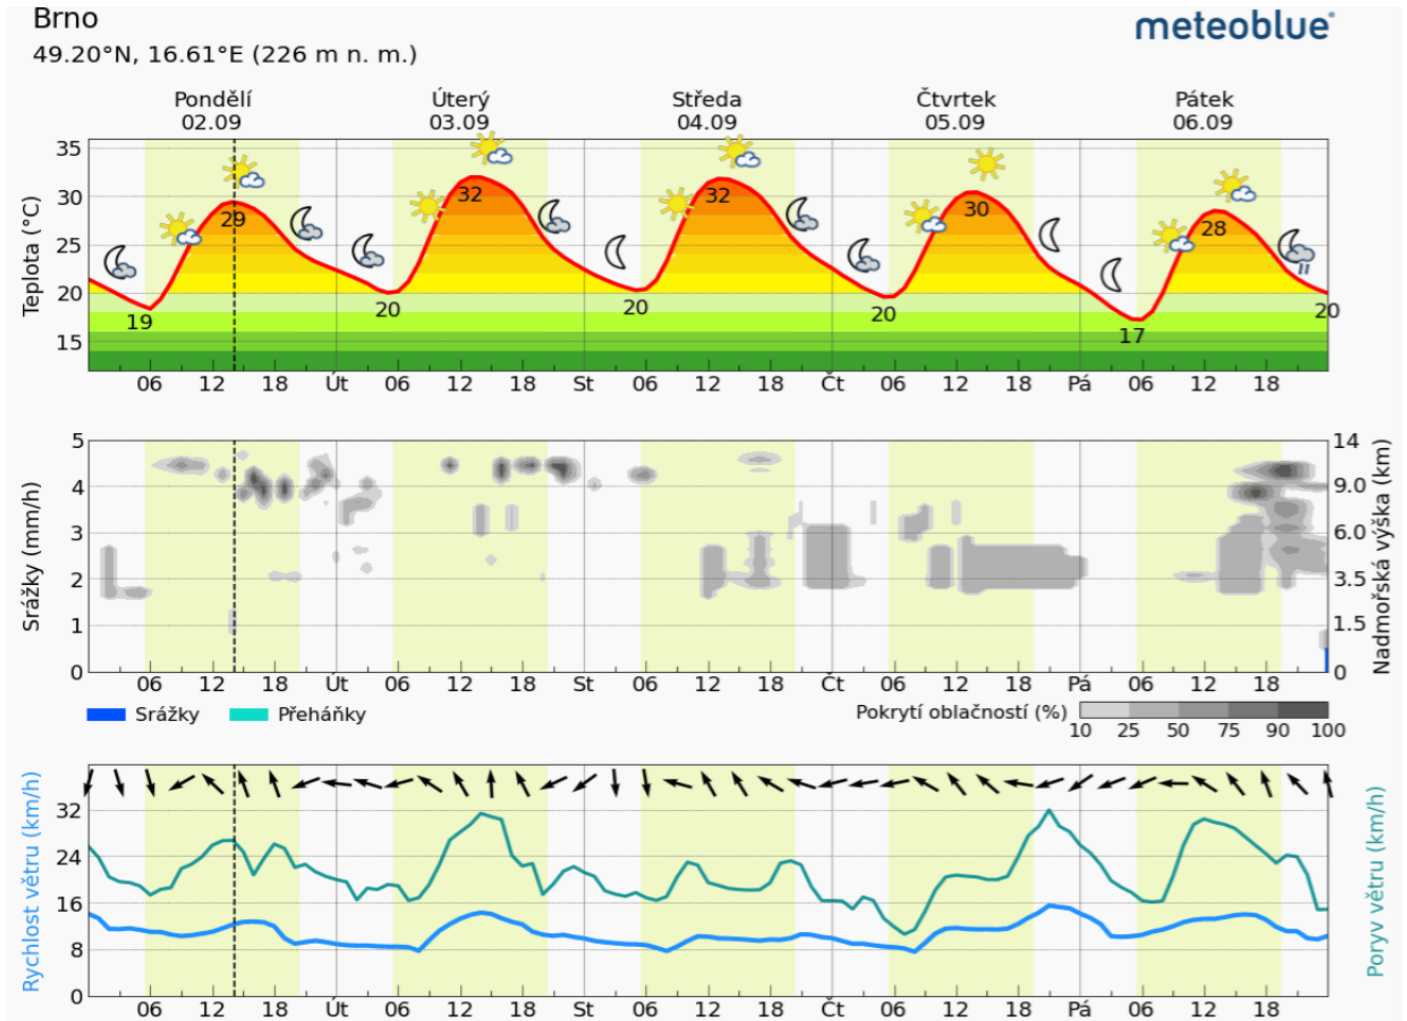 Brno
49.20°N, 16.61°E (226 m n. m.)
meteoblue®
Pondělí Úterý Středa Čtvrtek Pátek
02.09 03.09 04.09 05.09 06.09
Teplota (°C)
35
30
25
20
15
29 32 32 30 28
19 20 20 20 17 20
06 12 18 Út 06 12 18 St 06 12 18 Čt 06 12 18 Pá 06 12 18
Srážky (mm/h)
5
4
3
2
1
0
14
9.0
6.0
3.5
1.5
0
Nadmořská výška (km)
06 12 18 Út 06 12 18 St 06 12 18 Čt 06 12 18 Pá 06 12 18
Srážky Přeháňky Pokrytí oblačností (%)
10 25 50 75 90 100
Rychlost větru (km/h)
32
24
16
8
0
Poryv větru (km/h)
06 12 18 Út 06 12 18 St 06 12 18 Čt 06 12 18 Pá 06 12 18